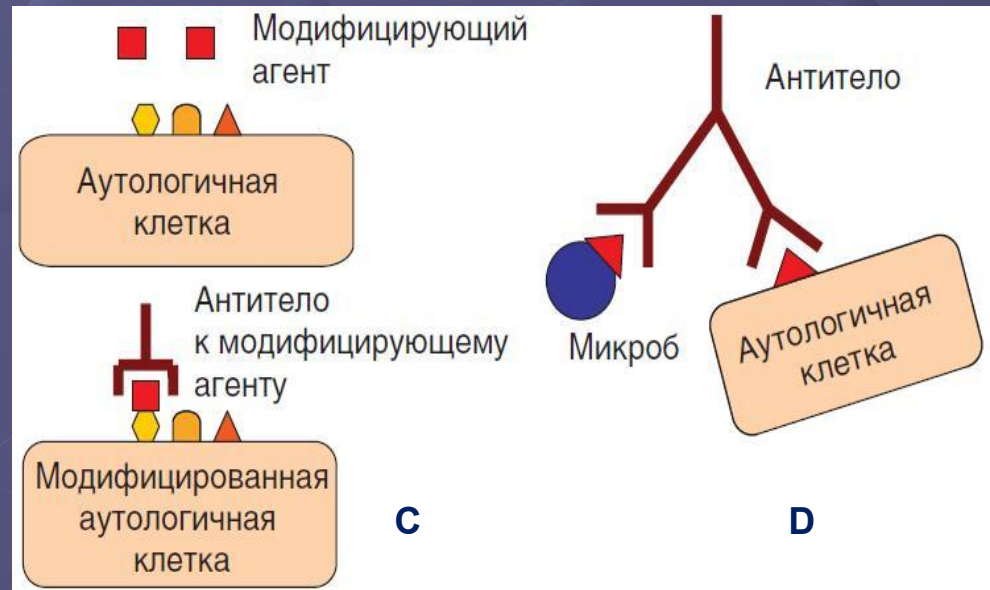 Модифицирующий
агент
Аутологичная
клетка
Антитело
к модифицирующему
агенту
Модифицированная
аутологичная
клетка
C
Антитело
Микроб
Аутологичная
клетка
D